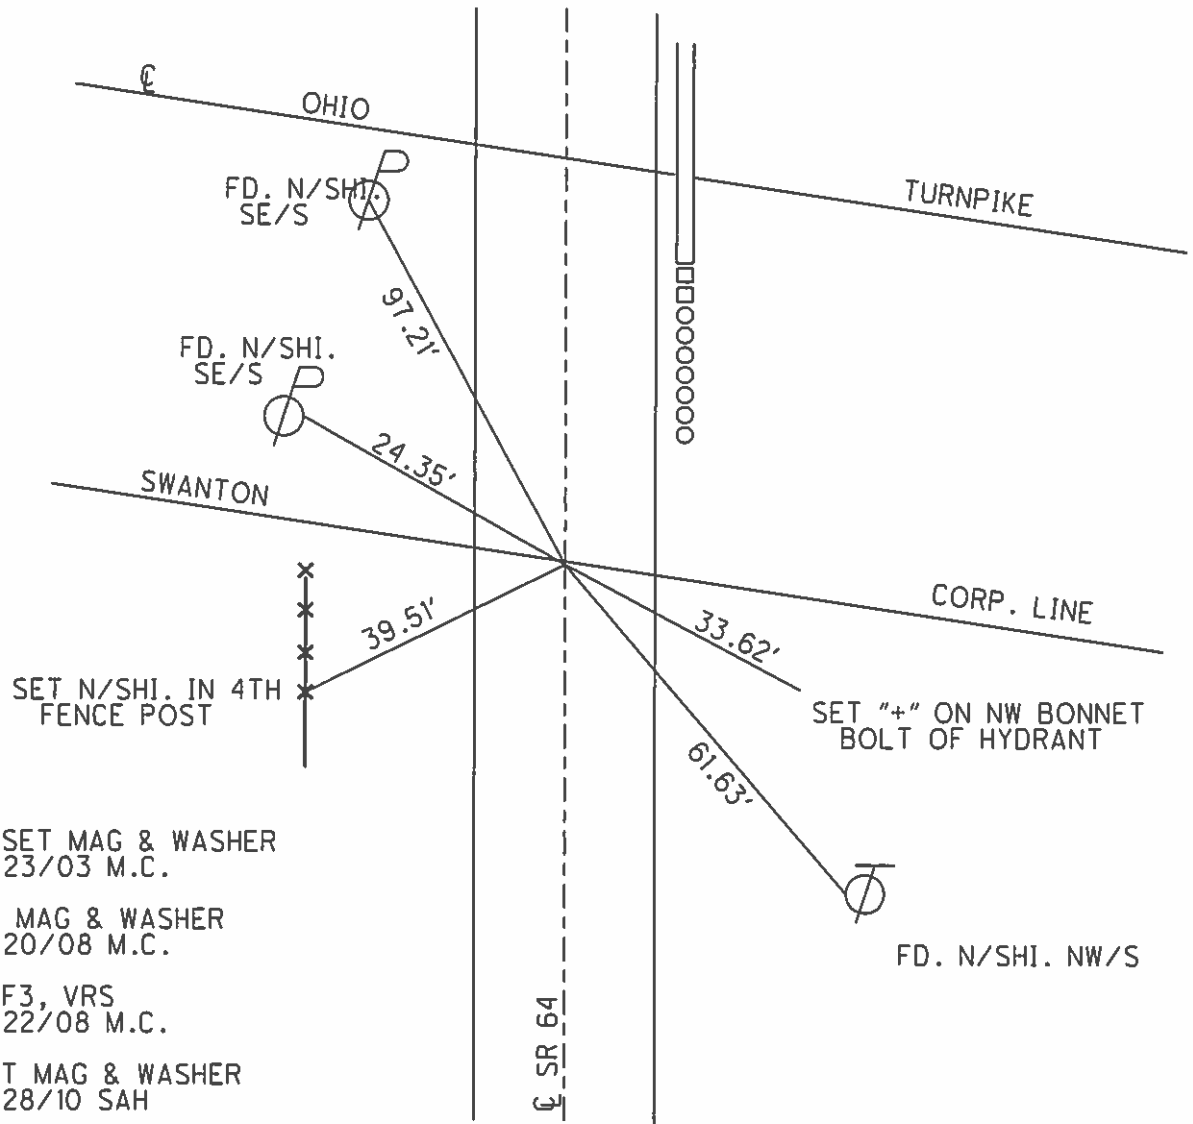 ℄
OHIO
TURNPIKE
FD. N/SHI.
SE/S
97.21'
FD. N/SHI.
SE/S
24.35'
SWANTON
CORP. LINE
39.51'
33.62'
SET N/SHI. IN 4TH
FENCE POST
SET "+" ON NW BONNET
BOLT OF HYDRANT
61.63'
SET MAG & WASHER
23/03 M.C.
MAG & WASHER
20/08 M.C.
FD. N/SHI. NW/S
F3, VRS
22/08 M.C.
T MAG & WASHER
28/10 SAH
℄ SR 64